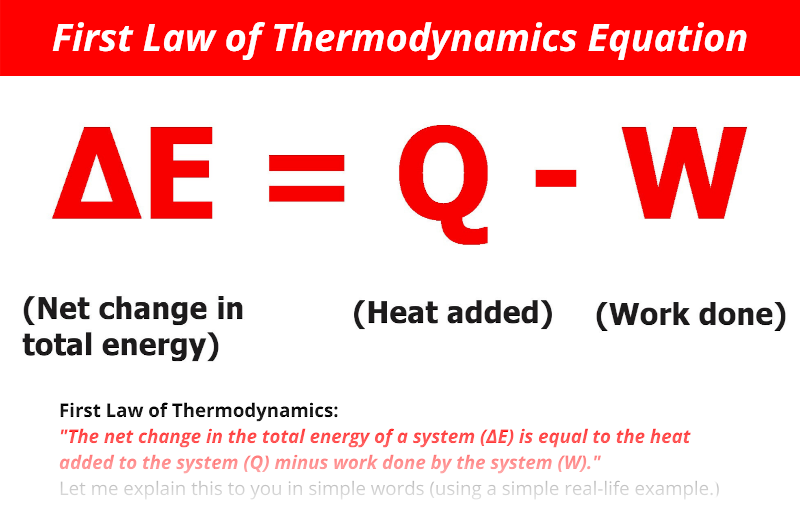 First Law of Thermodynamics Equation
ΔE = Q - W
(Net change in
total energy)
(Heat added)
(Work done)
First Law of Thermodynamics:
"The net change in the total energy of a system (ΔE) is equal to the heat
added to the system (Q) minus work done by the system (W)."
Let me explain this to you in simple words (using a simple real-life example.)